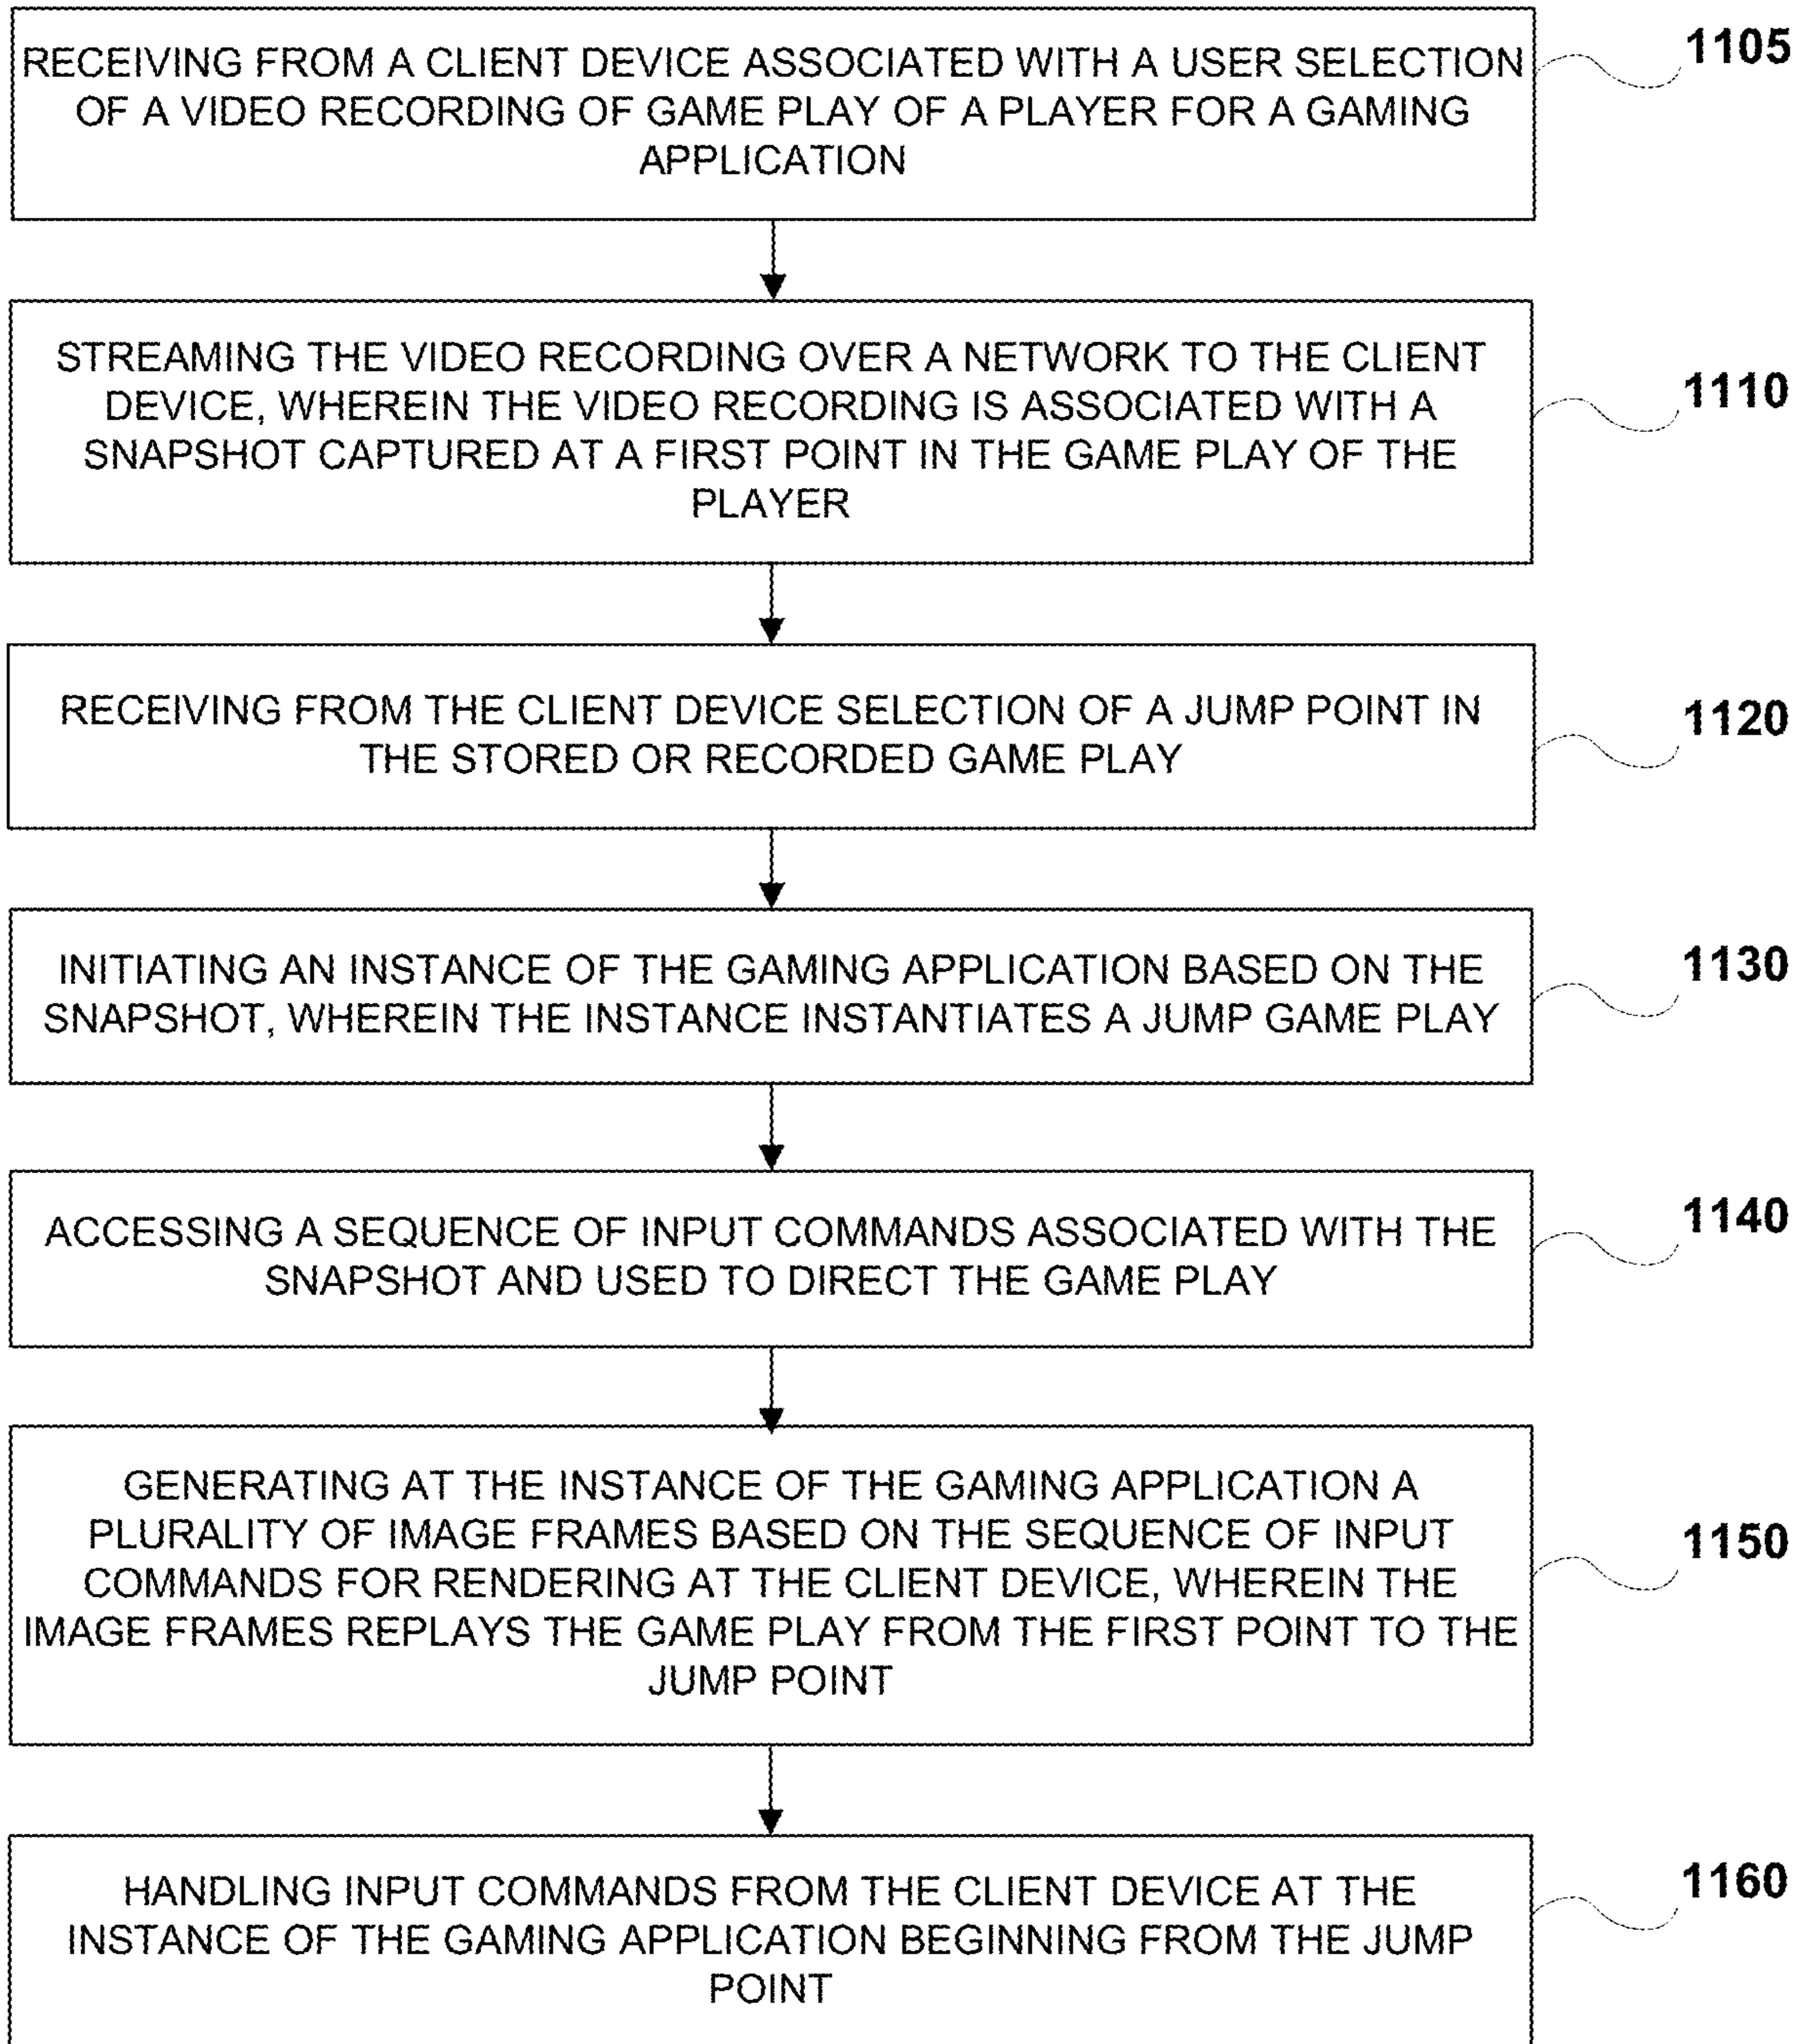 RECEIVING FROM A CLIENT DEVICE ASSOCIATED WITH A USER SELECTION
OF A VIDEO RECORDING OF GAME PLAY OF A PLAYER FOR A GAMING
APPLICATION
1105
STREAMING THE VIDEO RECORDING OVER A NETWORK TO THE CLIENT
DEVICE, WHEREIN THE VIDEO RECORDING IS ASSOCIATED WITH A
SNAPSHOT CAPTURED AT A FIRST POINT IN THE GAME PLAY OF THE
PLAYER
1110
RECEIVING FROM THE CLIENT DEVICE SELECTION OF A JUMP POINT IN
THE STORED OR RECORDED GAME PLAY
1120
INITIATING AN INSTANCE OF THE GAMING APPLICATION BASED ON THE
SNAPSHOT, WHEREIN THE INSTANCE INSTANTIATES A JUMP GAME PLAY
1130
ACCESSING A SEQUENCE OF INPUT COMMANDS ASSOCIATED WITH THE
SNAPSHOT AND USED TO DIRECT THE GAME PLAY
1140
GENERATING AT THE INSTANCE OF THE GAMING APPLICATION A
PLURALITY OF IMAGE FRAMES BASED ON THE SEQUENCE OF INPUT
COMMANDS FOR RENDERING AT THE CLIENT DEVICE, WHEREIN THE
IMAGE FRAMES REPLAYS THE GAME PLAY FROM THE FIRST POINT TO THE
JUMP POINT
1150
HANDLING INPUT COMMANDS FROM THE CLIENT DEVICE AT THE
INSTANCE OF THE GAMING APPLICATION BEGINNING FROM THE JUMP
POINT
1160